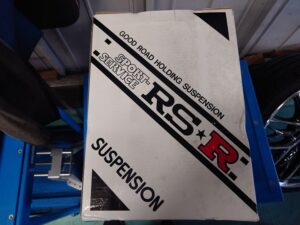 GOOD ROAD HOLDING SUSPENSION
SPORT-
SERVICE
RS★R
SUSPENSION